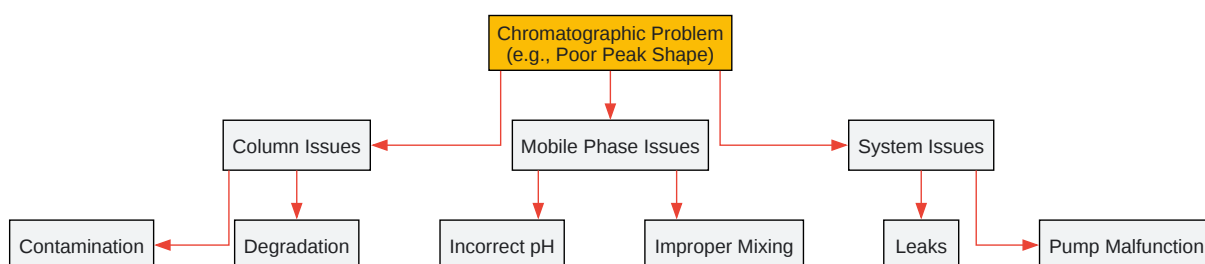 Chromatographic Problem
(e.g., Poor Peak Shape)
Column Issues
Mobile Phase Issues
System Issues
Contamination
Degradation
Incorrect pH
Improper Mixing
Leaks
Pump Malfunction